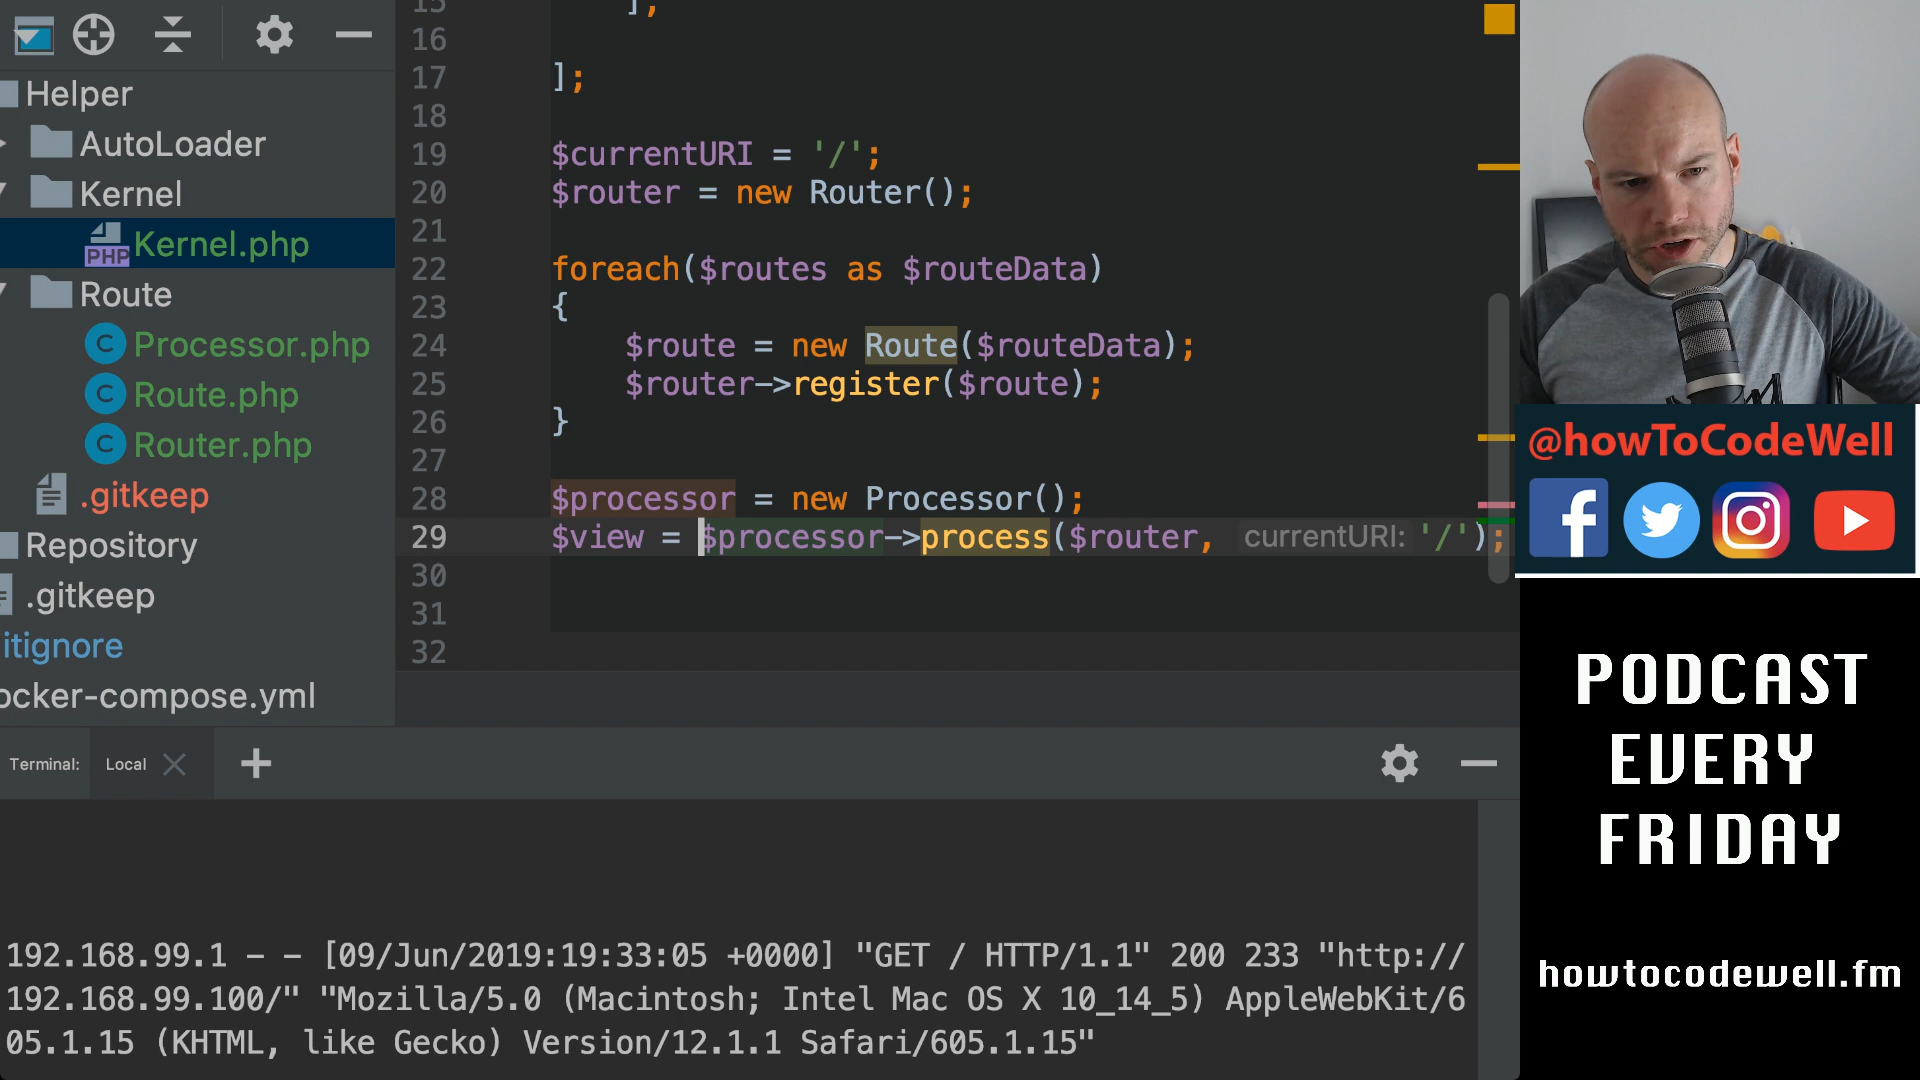 Helper
AutoLoader
Kernel
PHP Kernel.php
Route
C Processor.php
C Route.php
C Router.php
.gitkeep
Repository
.gitkeep
itignore
ocker-compose.yml
15 ],
16
17 ];
18
19 $currentURI = '/';
20 $router = new Router();
21
22 foreach($routes as $routeData)
23 {
24 $route = new Route($routeData);
25 $router->register($route);
26 }
27
28 $processor = new Processor();
29 $view = $processor->process($router, currentURI: '/');
30
31
32
Terminal: Local
192.168.99.1 - - [09/Jun/2019:19:33:05 +0000] "GET / HTTP/1.1" 200 233 "http://
192.168.99.100/" "Mozilla/5.0 (Macintosh; Intel Mac OS X 10_14_5) AppleWebKit/6
05.1.15 (KHTML, like Gecko) Version/12.1.1 Safari/605.1.15"
@howToCodeWell
PODCAST
EVERY
FRIDAY
howtocodewell.fm